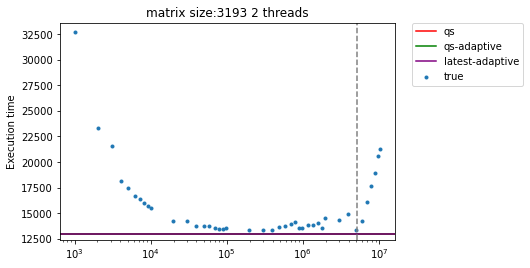 matrix size:3193 2 threads
qs
qs-adaptive
latest-adaptive
true
Execution time
32500
30000
27500
25000
22500
20000
17500
15000
12500
10³
10⁴
10⁵
10⁶
10⁷